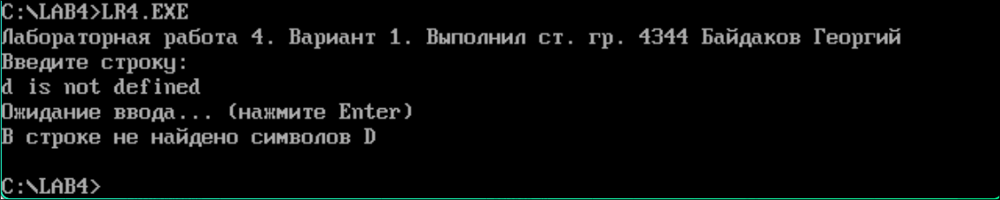 C:\LAB4>LR4.EXE
Лабораторная работа 4. Вариант 1. Выполнил ст. гр. 4344 Байдаков Георгий
Введите строку:
d is not defined
Ожидание ввода... (нажмите Enter)
В строке не найдено символов D
C:\LAB4>